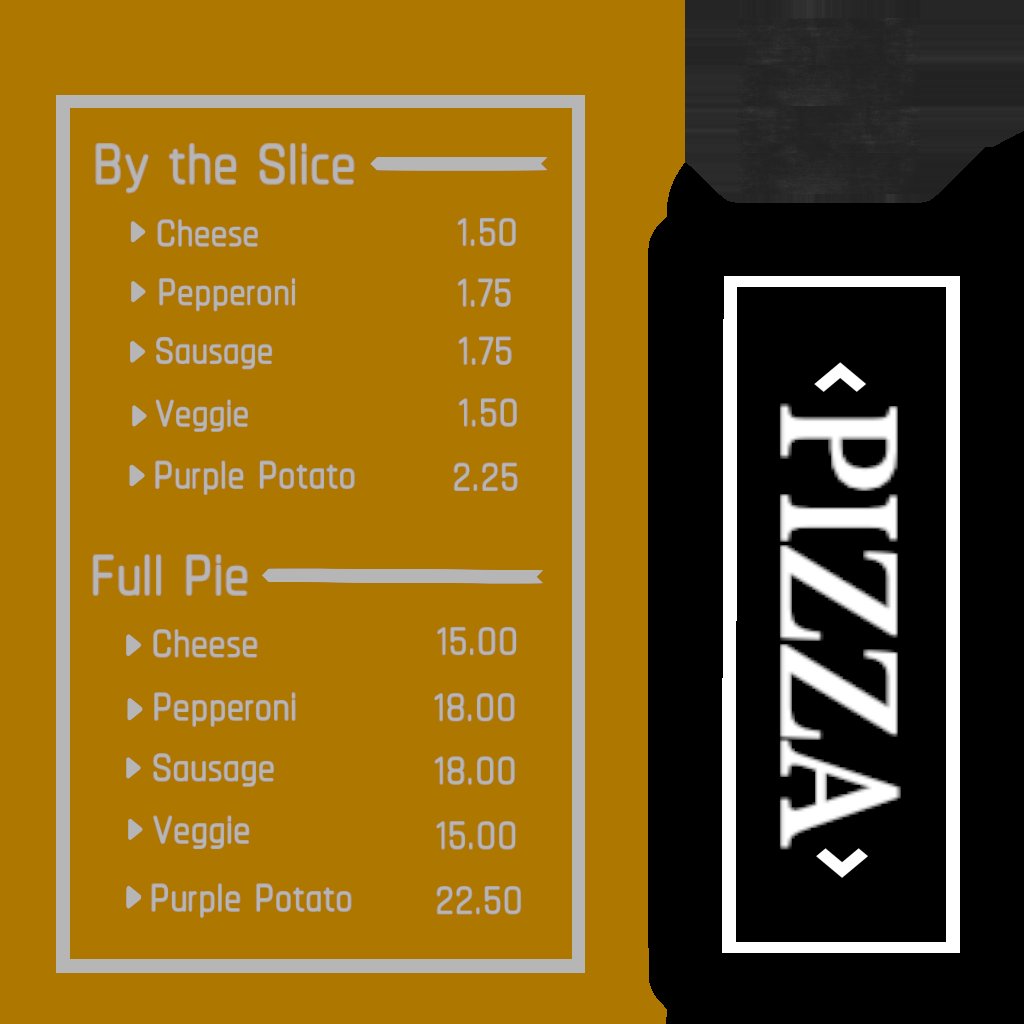 By the Slice
Cheese 1.50
Pepperoni 1.75
Sausage 1.75
Veggie 1.50
Purple Potato 2.25
Full Pie
Cheese 15.00
Pepperoni 18.00
Sausage 18.00
Veggie 15.00
Purple Potato 22.50
PIZZA